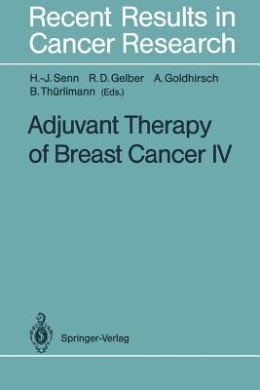 Recent Results in
Cancer Research
H.-J. Senn R. D. Gelber A. Goldhirsch
B. Thürlimann (Eds.)
Adjuvant Therapy
of Breast Cancer IV
Springer-Verlag